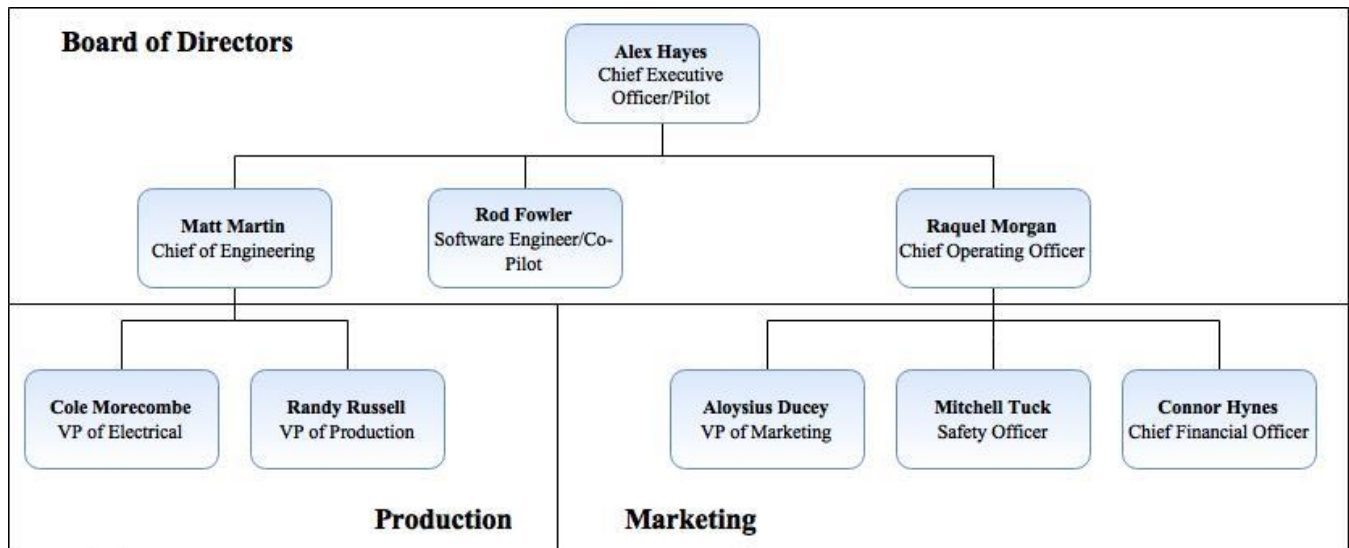 Board of Directors
Alex Hayes
Chief Executive
Officer/Pilot
Matt Martin
Chief of Engineering
Rod Fowler
Software Engineer/Co-
Pilot
Raquel Morgan
Chief Operating Officer
Cole Morecombe
VP of Electrical
Randy Russell
VP of Production
Aloysius Ducey
VP of Marketing
Mitchell Tuck
Safety Officer
Connor Hynes
Chief Financial Officer
Production
Marketing